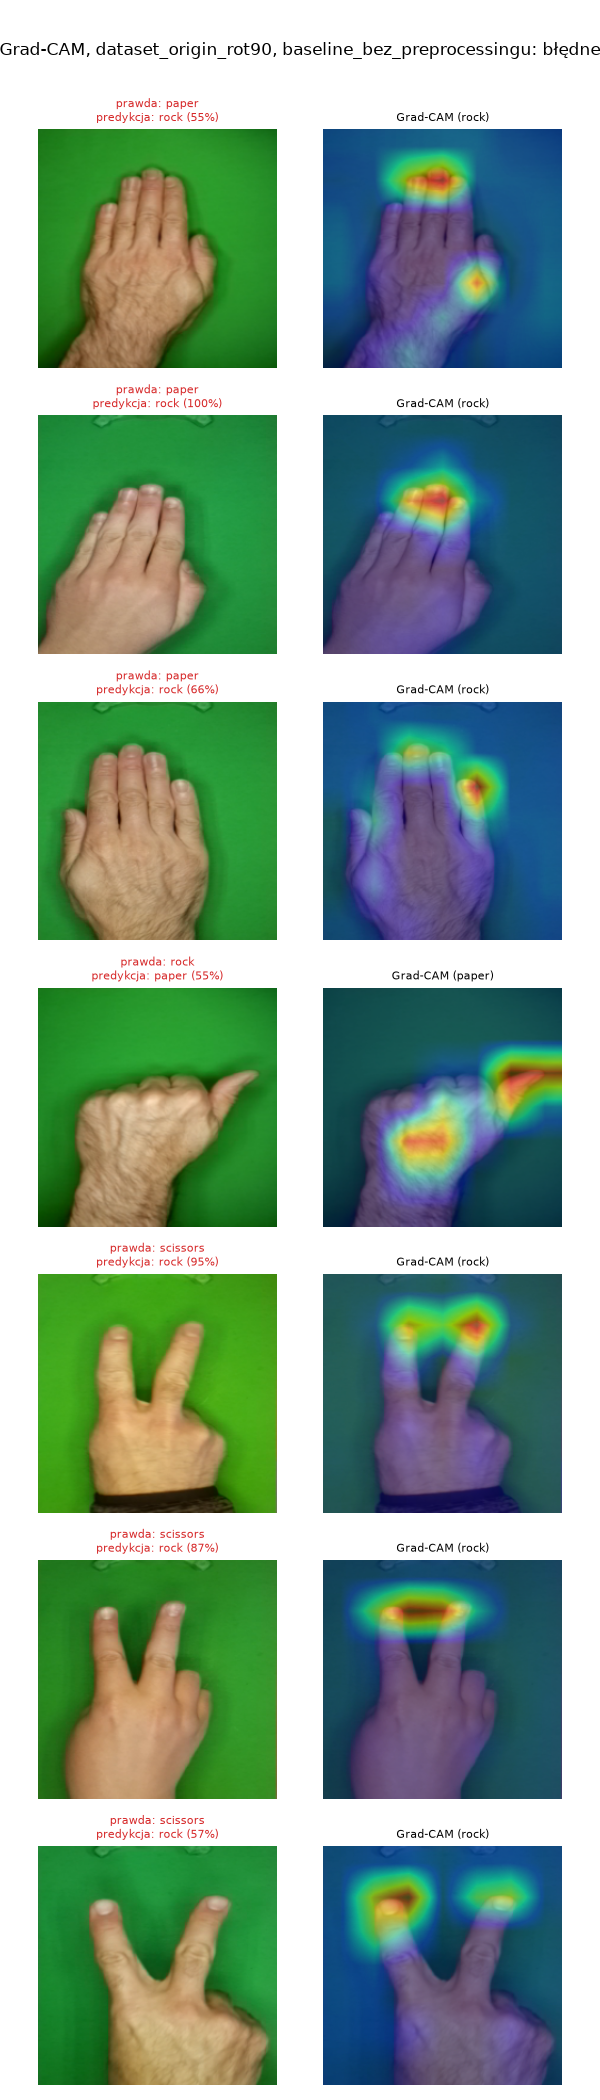 Grad-CAM, dataset_origin_rot90, baseline_bez_preprocessingu: błędne
prawda: paper
predykcja: rock (55%)
Grad-CAM (rock)
prawda: paper
predykcja: rock (100%)
Grad-CAM (rock)
prawda: paper
predykcja: rock (66%)
Grad-CAM (rock)
prawda: rock
predykcja: paper (55%)
Grad-CAM (paper)
prawda: scissors
predykcja: rock (95%)
Grad-CAM (rock)
prawda: scissors
predykcja: rock (87%)
Grad-CAM (rock)
prawda: scissors
predykcja: rock (57%)
Grad-CAM (rock)